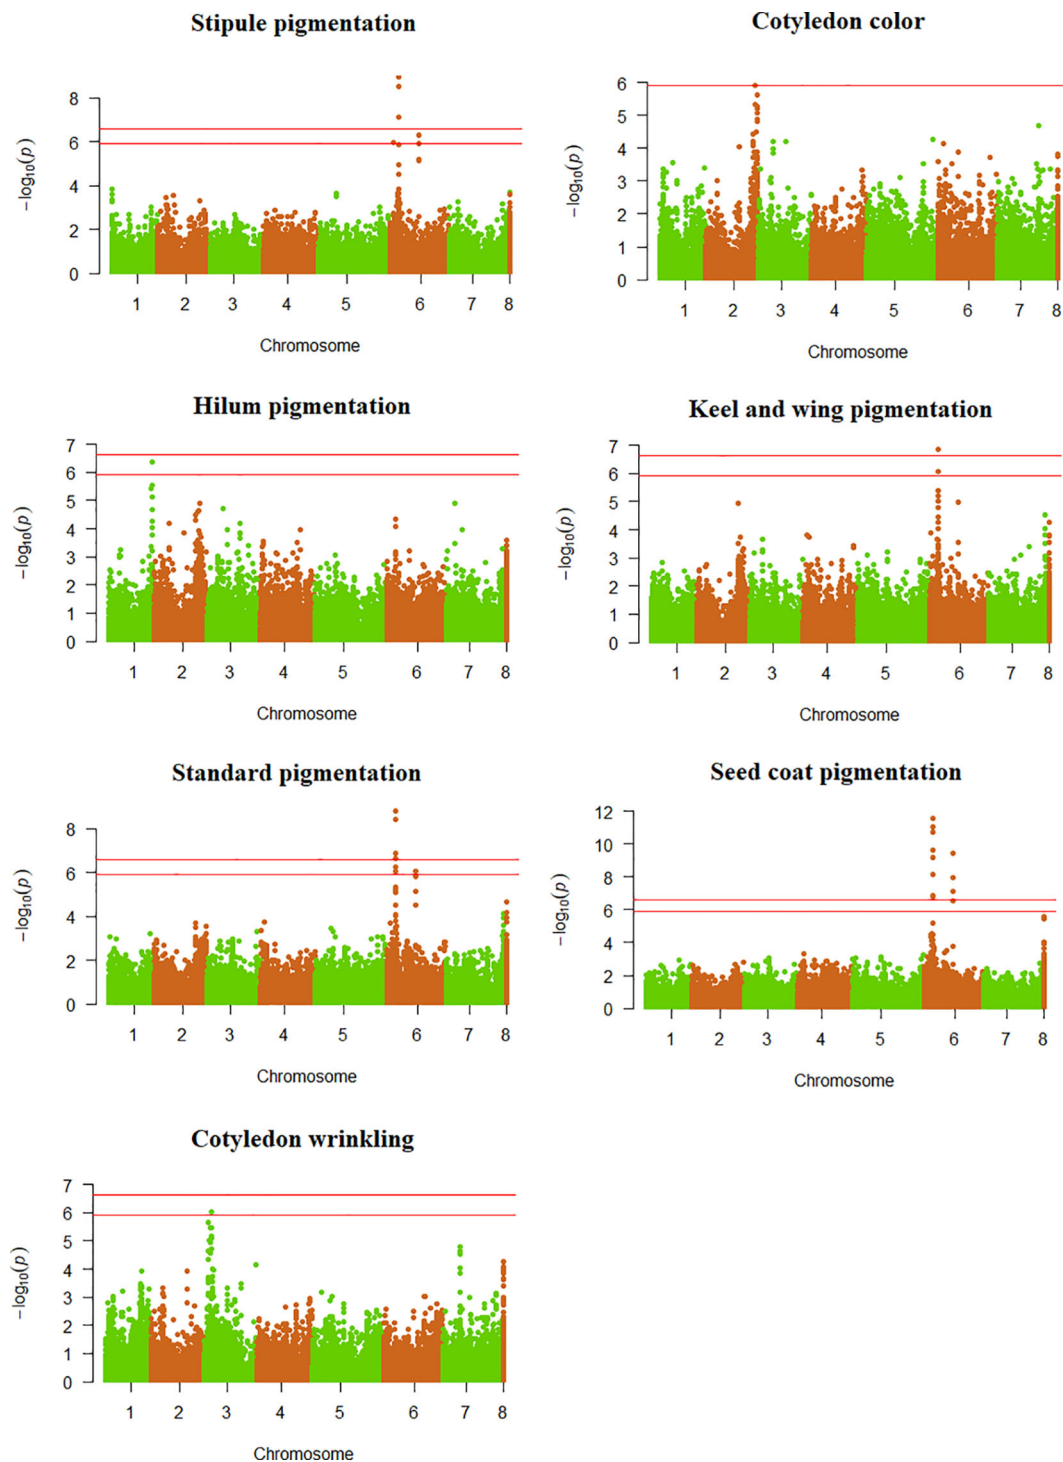 Stipule pigmentation
8
6
4
2
0
−log10(p)
1 2 3 4 5 6 7 8
Chromosome
Cotyledon color
6
5
4
3
2
1
0
−log10(p)
1 2 3 4 5 6 7 8
Chromosome
Hilum pigmentation
7
6
5
4
3
2
1
0
−log10(p)
1 2 3 4 5 6 7 8
Chromosome
Keel and wing pigmentation
7
6
5
4
3
2
1
0
−log10(p)
1 2 3 4 5 6 7 8
Chromosome
Standard pigmentation
8
6
4
2
0
−log10(p)
1 2 3 4 5 6 7 8
Chromosome
Seed coat pigmentation
12
10
8
6
4
2
0
−log10(p)
1 2 3 4 5 6 7 8
Chromosome
Cotyledon wrinkling
7
6
5
4
3
2
1
0
−log10(p)
1 2 3 4 5 6 7 8
Chromosome